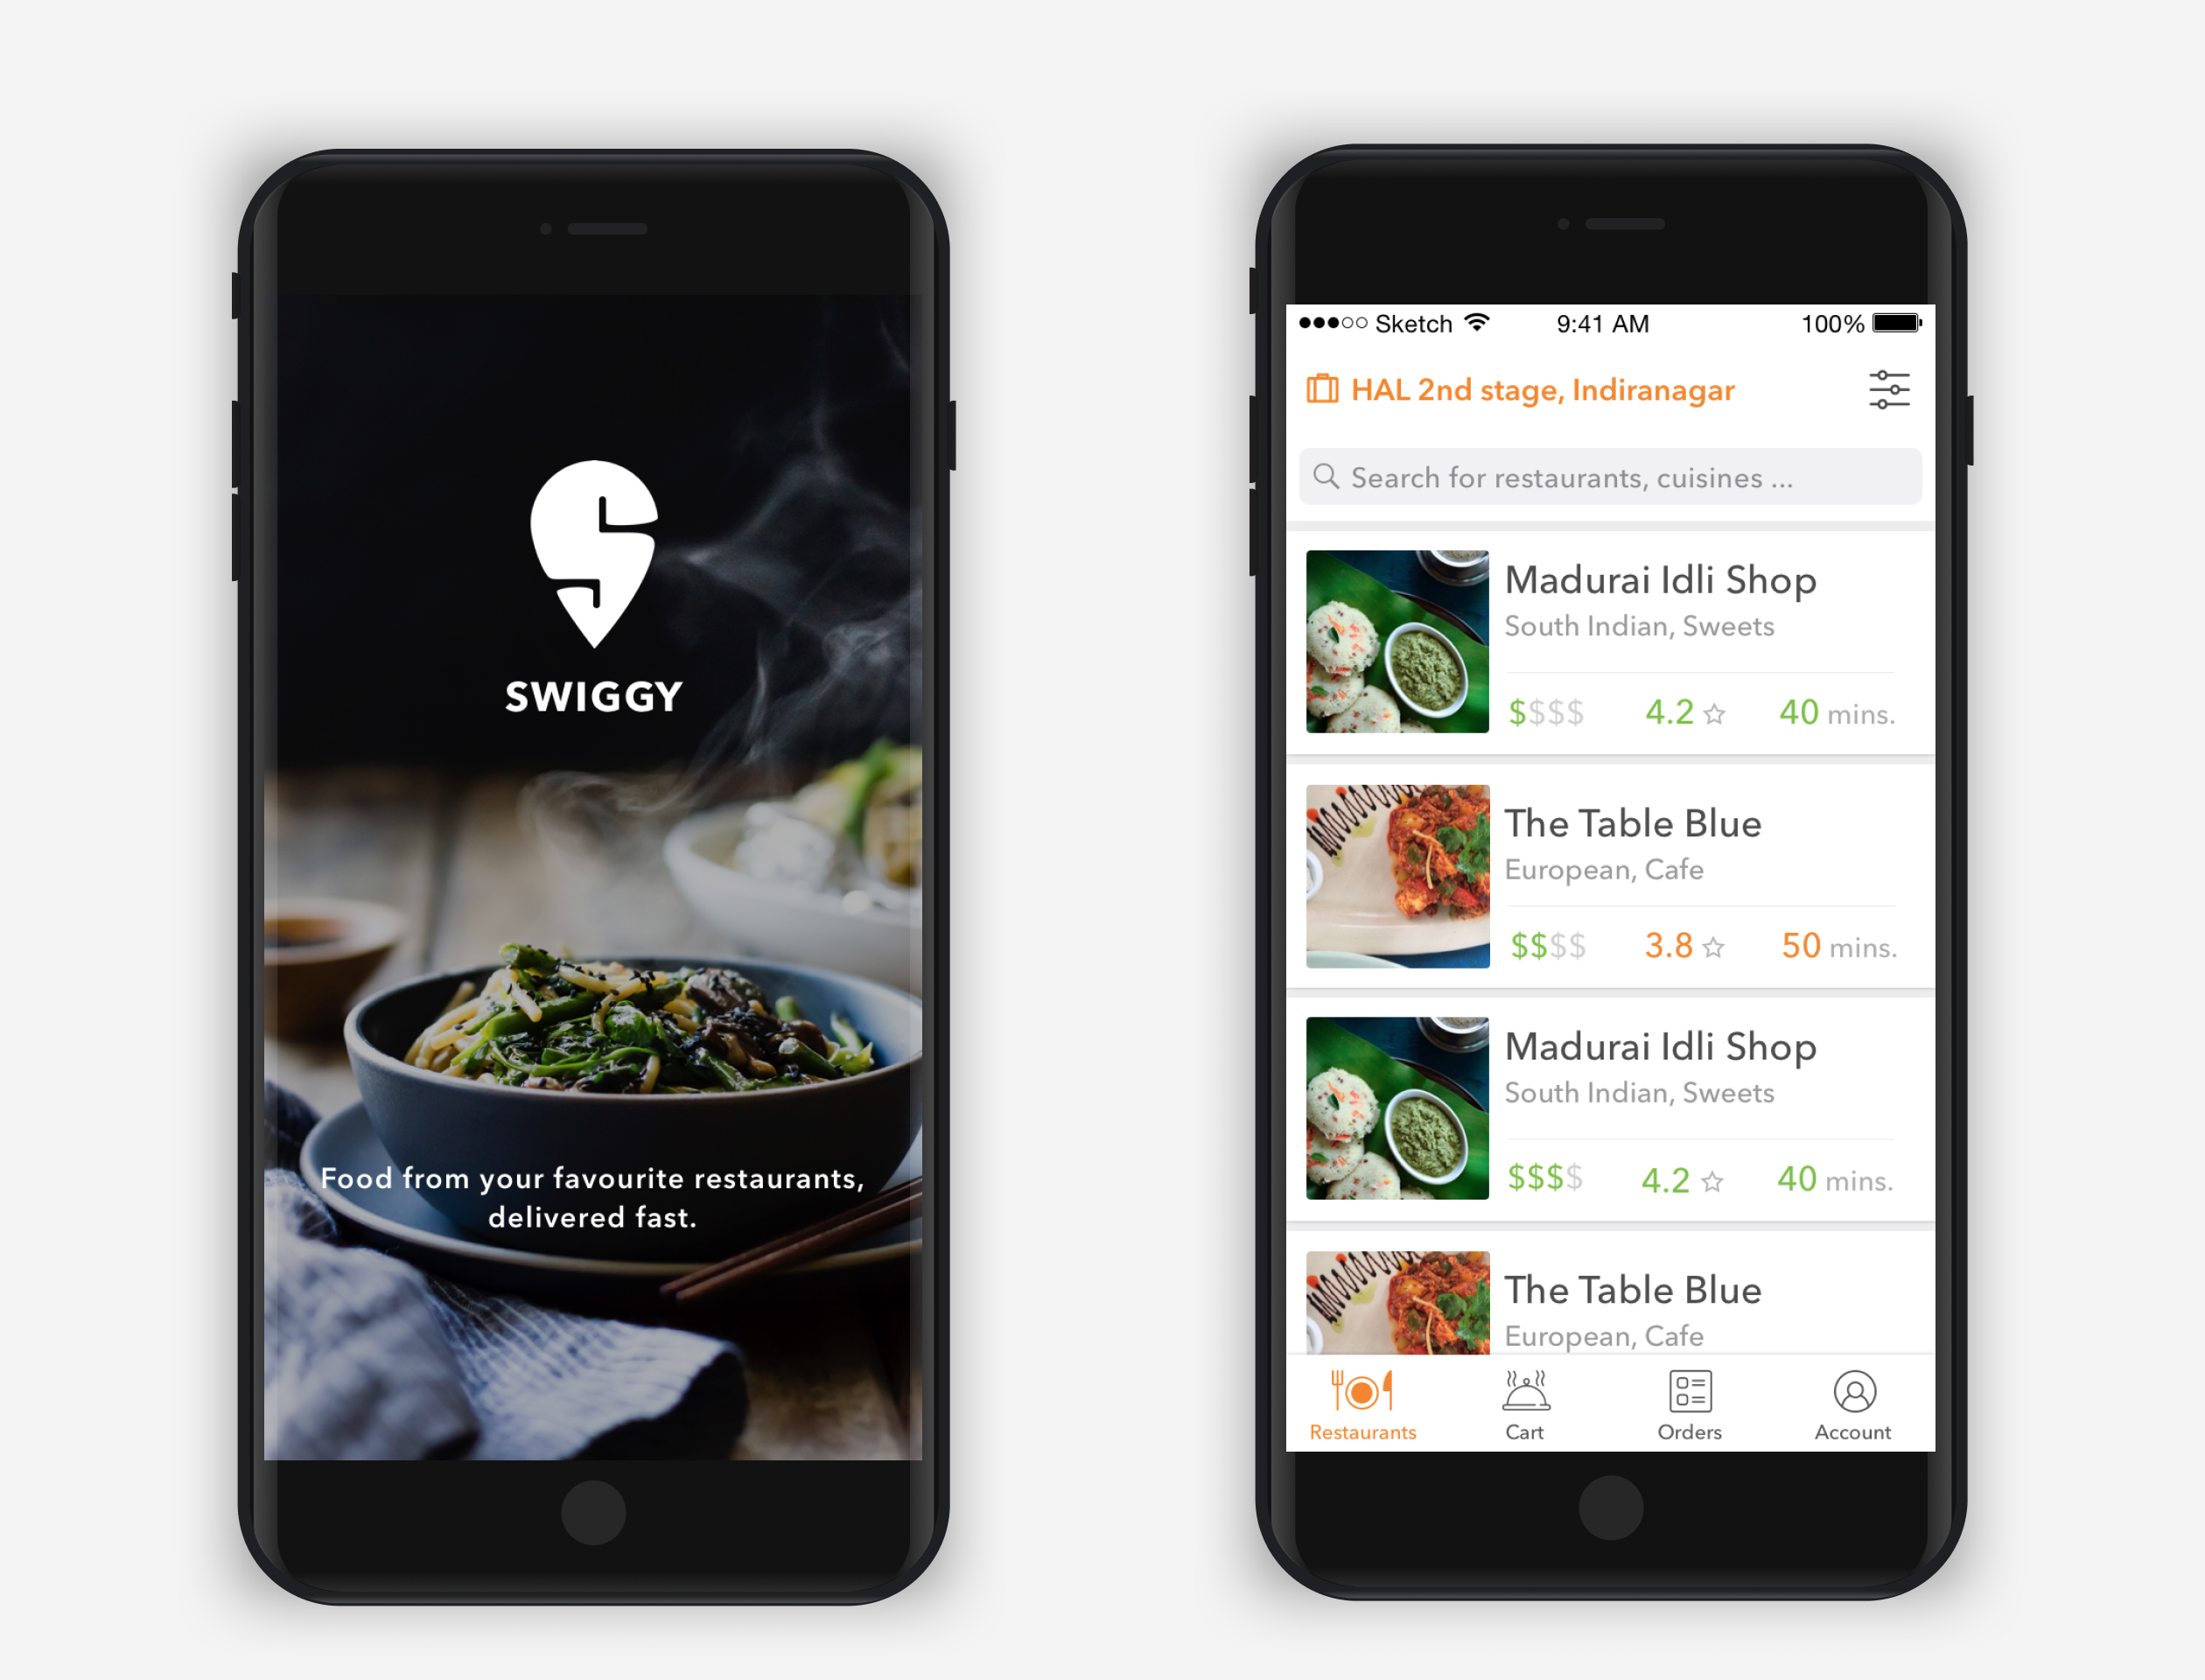 SWIGGY
Food from your favourite restaurants,
delivered fast.
Sketch 9:41 AM 100%
HAL 2nd stage, Indiranagar
Search for restaurants, cuisines ...
Madurai Idli Shop
South Indian, Sweets
$$$$ 4.2 40 mins.
The Table Blue
European, Cafe
$$$$ 3.8 50 mins.
Madurai Idli Shop
South Indian, Sweets
$$$$ 4.2 40 mins.
The Table Blue
European, Cafe
Restaurants Cart Orders Account